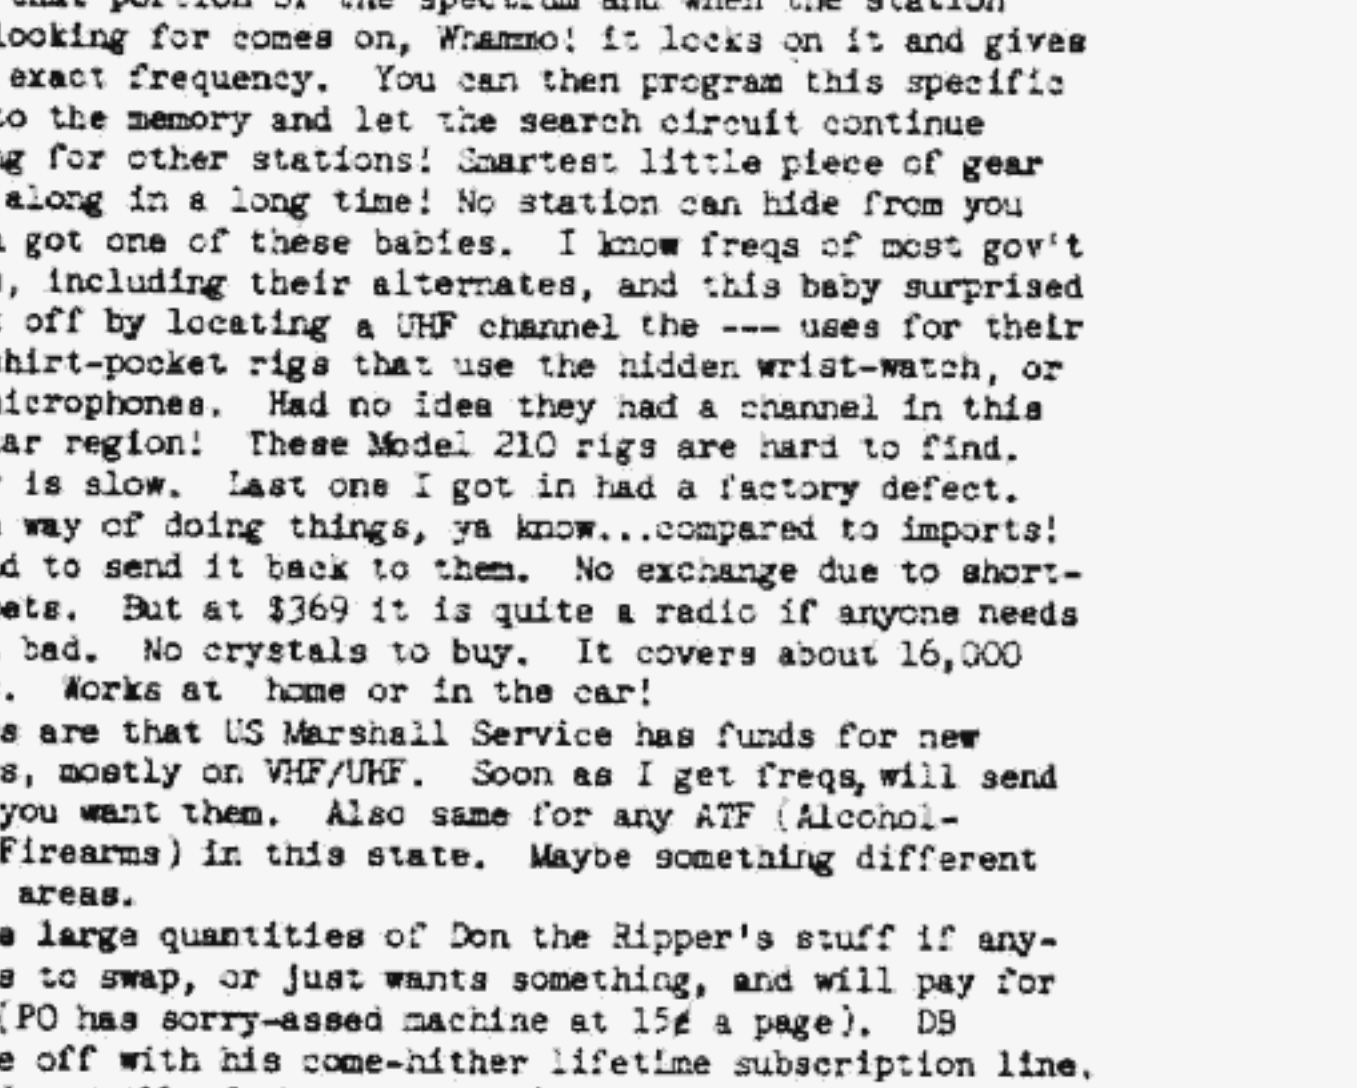 that portion of the spectrum and when the station
looking for comes on, Whammo! it locks on it and gives
exact frequency. You can then program this specific
to the memory and let the search circuit continue
ng for other stations! Smartest little piece of gear
along in a long time! No station can hide from you
got one of these babies. I know freqs of most gov't
, including their alternates, and this baby surprised
off by locating a UHF channel the --- uses for their
shirt-pocket rigs that use the hidden wrist-watch, or
microphones. Had no idea they had a channel in this
ar region! These Model 210 rigs are hard to find.
is slow. Last one I got in had a factory defect.
way of doing things, ya know...compared to imports!
d to send it back to them. No exchange due to short-
ets. But at $369 it is quite a radio if anyone needs
bad. No crystals to buy. It covers about 16,000
. Works at home or in the car!
s are that US Marshall Service has funds for new
s, mostly on VHF/UHF. Soon as I get freqs, will send
you want them. Also same for any ATF (Alcohol-
Firearms) in this state. Maybe something different
areas.
e large quantities of Don the Ripper's stuff if any-
s to swap, or just wants something, and will pay for
(PO has sorry-assed machine at 15¢ a page). DB
e off with his come-hither lifetime subscription line.